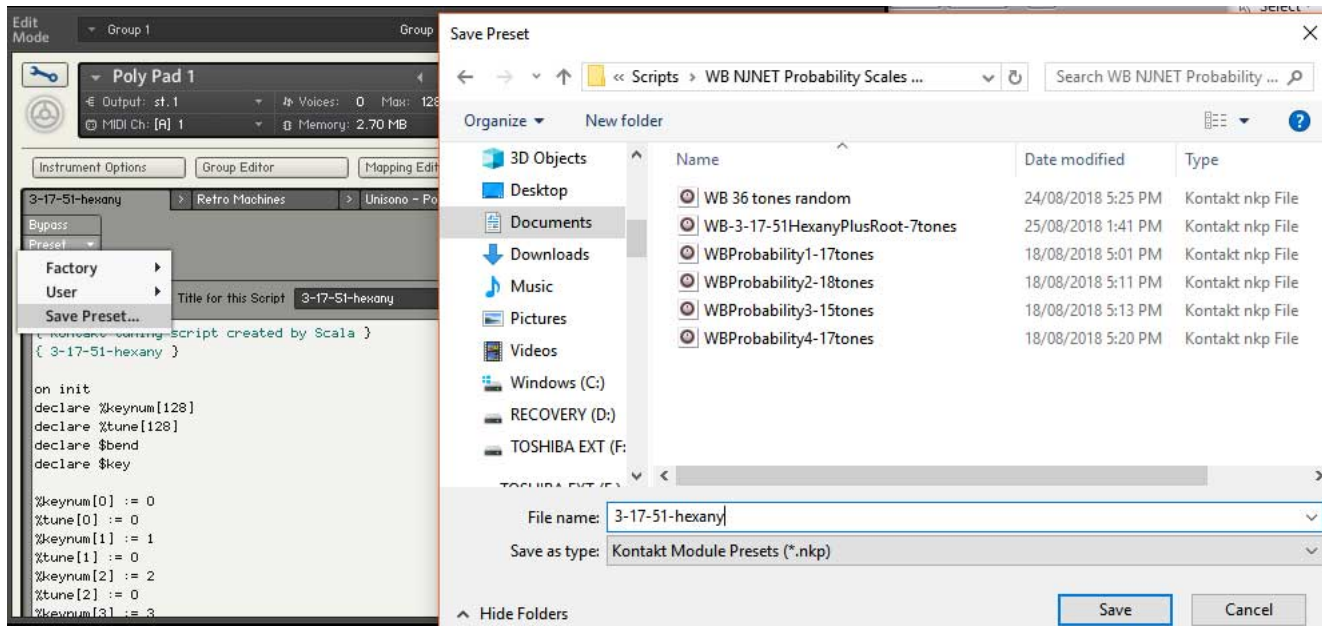 Edit
Mode
Group 1
Group
Select
Poly Pad 1
Output: st.1
Voices: 0 Max: 128
MIDI Ch: [A] 1
Memory: 2.70 MB
Instrument Options
Group Editor
Mapping Edit
3-17-51-hexany
Retro Machines
Unisono - Po
Bypass
Preset
Factory
User
Save Preset...
Title for this Script 3-17-51-hexany
{ Kontakt tuning script created by Scala }
{ 3-17-51-hexany }
on init
declare %keynum[128]
declare %tune[128]
declare $bend
declare $key
%keynum[0] := 0
%tune[0] := 0
%keynum[1] := 1
%tune[1] := 0
%keynum[2] := 2
%tune[2] := 0
%keynum[3] := 3
Save Preset
« Scripts > WB NJNET Probability Scales ...
Search WB NJNET Probability ...
Organize
New folder
3D Objects
Desktop
Documents
Downloads
Music
Pictures
Videos
Windows (C:)
RECOVERY (D:)
TOSHIBA EXT (F:
Name Date modified Type
WB 36 tones random 24/08/2018 5:25 PM Kontakt nkp File
WB-3-17-51HexanyPlusRoot-7tones 25/08/2018 1:41 PM Kontakt nkp File
WBProbability1-17tones 18/08/2018 5:01 PM Kontakt nkp File
WBProbability2-18tones 18/08/2018 5:11 PM Kontakt nkp File
WBProbability3-15tones 18/08/2018 5:13 PM Kontakt nkp File
WBProbability4-17tones 18/08/2018 5:20 PM Kontakt nkp File
File name: 3-17-51-hexany
Save as type: Kontakt Module Presets (*.nkp)
Hide Folders
Save
Cancel